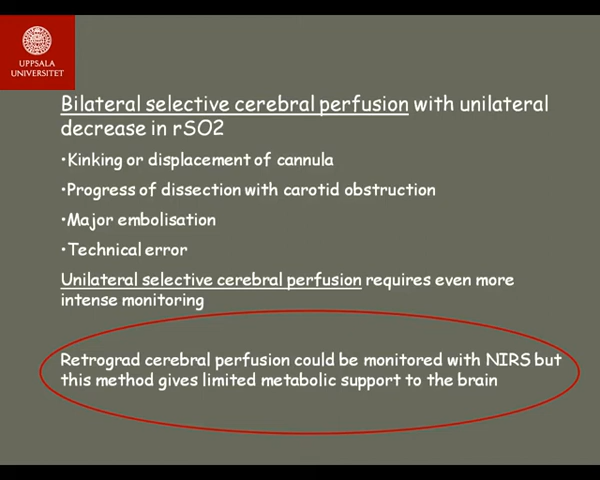 UPPSALA
UNIVERSITET
Bilateral selective cerebral perfusion with unilateral
decrease in rSO2
•Kinking or displacement of cannula
•Progress of dissection with carotid obstruction
•Major embolisation
•Technical error
Unilateral selective cerebral perfusion requires even more
intense monitoring
Retrograd cerebral perfusion could be monitored with NIRS but
this method gives limited metabolic support to the brain